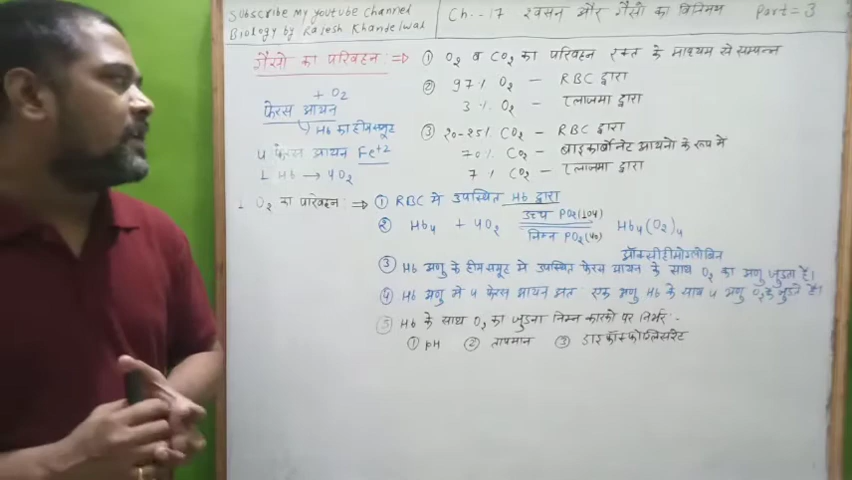 Subscribe my youtube channel
Biology by Rajesh Khandelwal
Ch.-17 श्वसन और गैसों का विनिमय Part = 3
गैसों का परिवहन ⇒ ① O₂ व CO₂ का परिवहन रक्त के माध्यम से सम्पन्न
② 97% O₂ - RBC द्वारा
3% O₂ - प्लाज्मा द्वारा
+ O₂
फेरस आयन
↳ Hb का हीमसमूह
4 फेरस आयन Fe⁺²
1 Hb → 4O₂
③ 20-25% CO₂ - RBC द्वारा
70% CO₂ - बाइकार्बोनेट आयनों के रूप में
7% CO₂ - प्लाज्मा द्वारा
1 O₂ का परिवहन :⇒ ① RBC में उपस्थित Hb द्वारा
② Hb₄ + 4O₂ उच्च PO₂(104) निम्न PO₂(40) Hb₄(O₂)₄
ऑक्सीहीमोग्लोबिन
③ Hb अणु के हीमसमूह में उपस्थित फेरस आयन के साथ O₂ का अणु जुड़ता है।
④ Hb अणु में 4 फेरस आयन अतः एक अणु Hb के साथ 4 अणु O₂ के जुड़ते है।
⑤ Hb के साथ O₂ का जुड़ना निम्न कारकों पर निर्भर :-
① pH ② तापमान ③